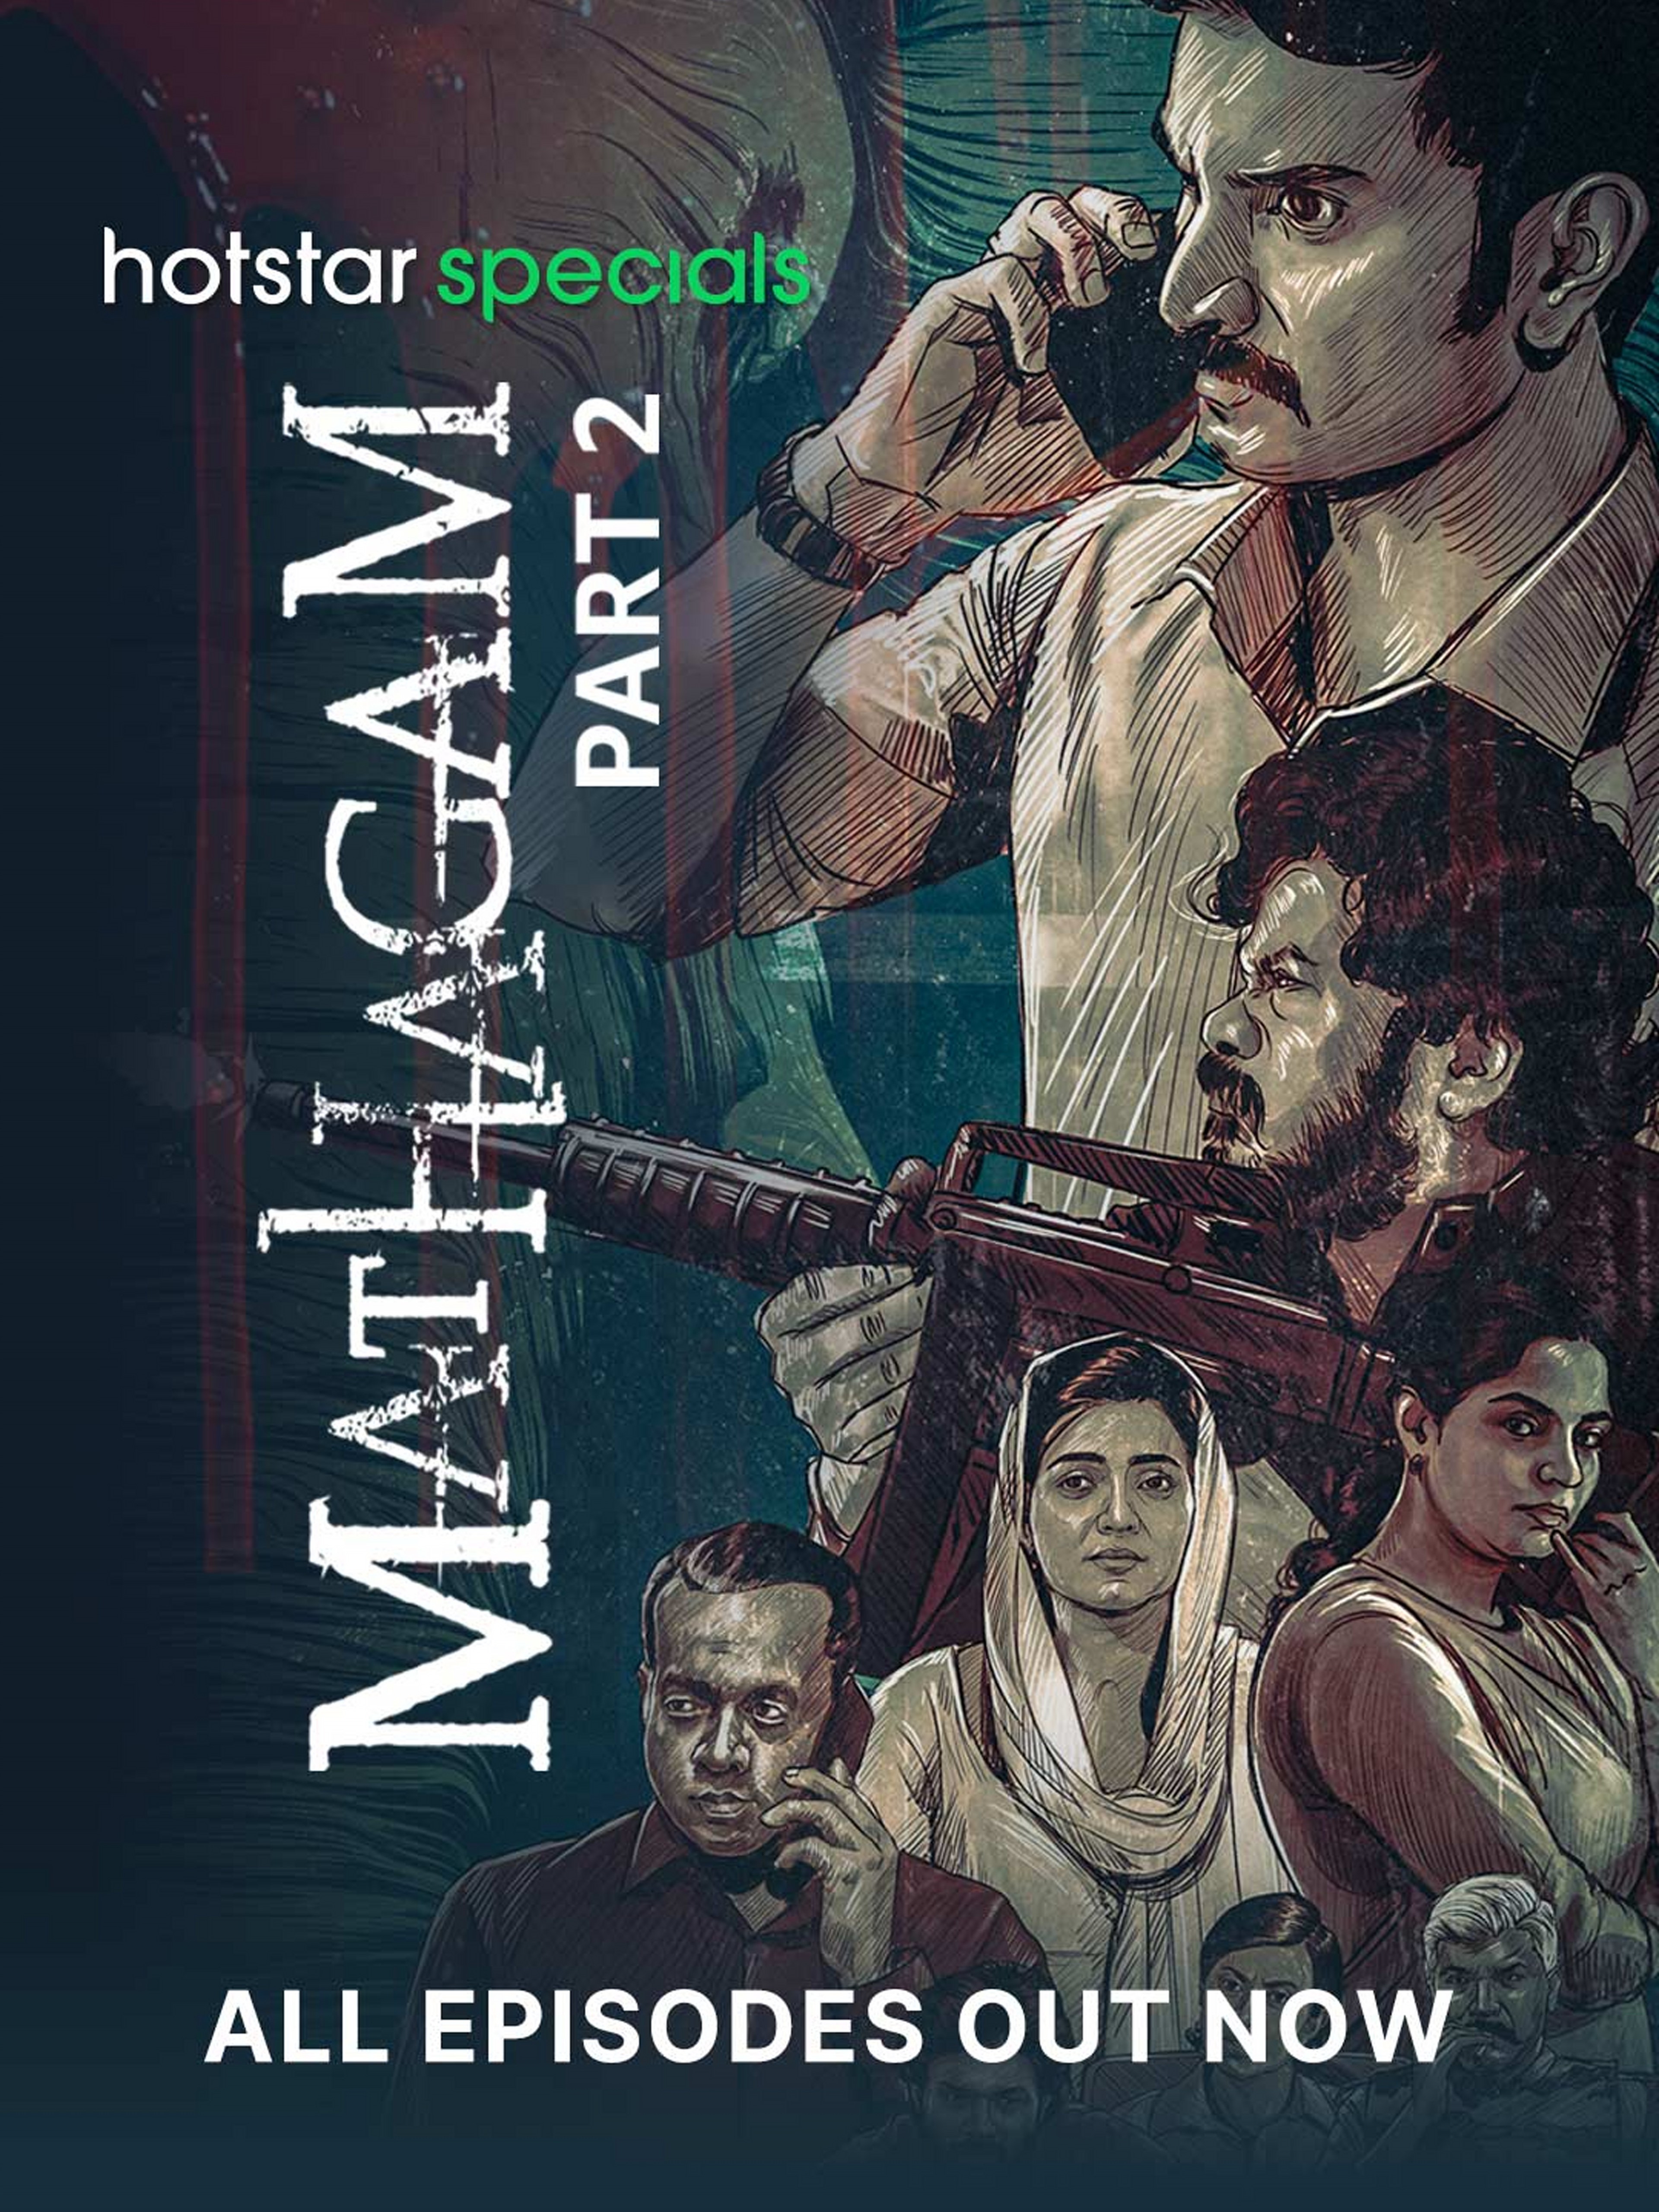 hotstar specials
MATHAGAM
PART 2
ALL EPISODES OUT NOW